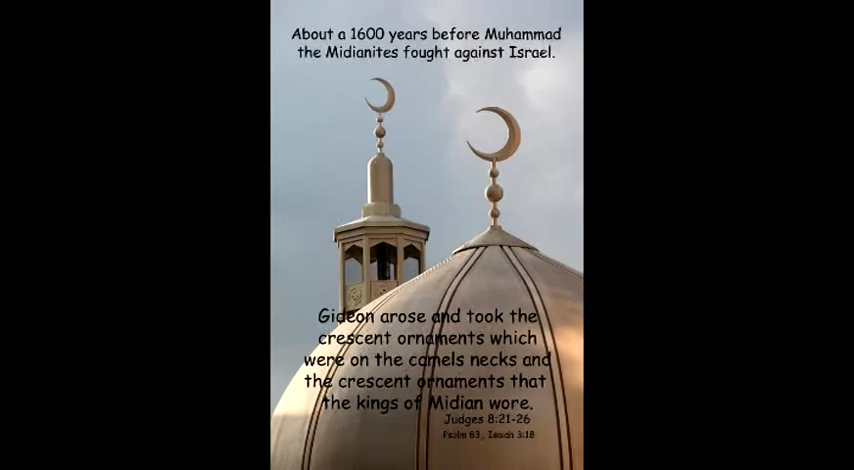 About a 1600 years before Muhammad
the Midianites fought against Israel.
Gideon arose and took the
crescent ornaments which
were on the camels necks and
the crescent ornaments that
the kings of Midian wore.
Judges 8:21-26
Psalm 83,, Isaiah 3:18